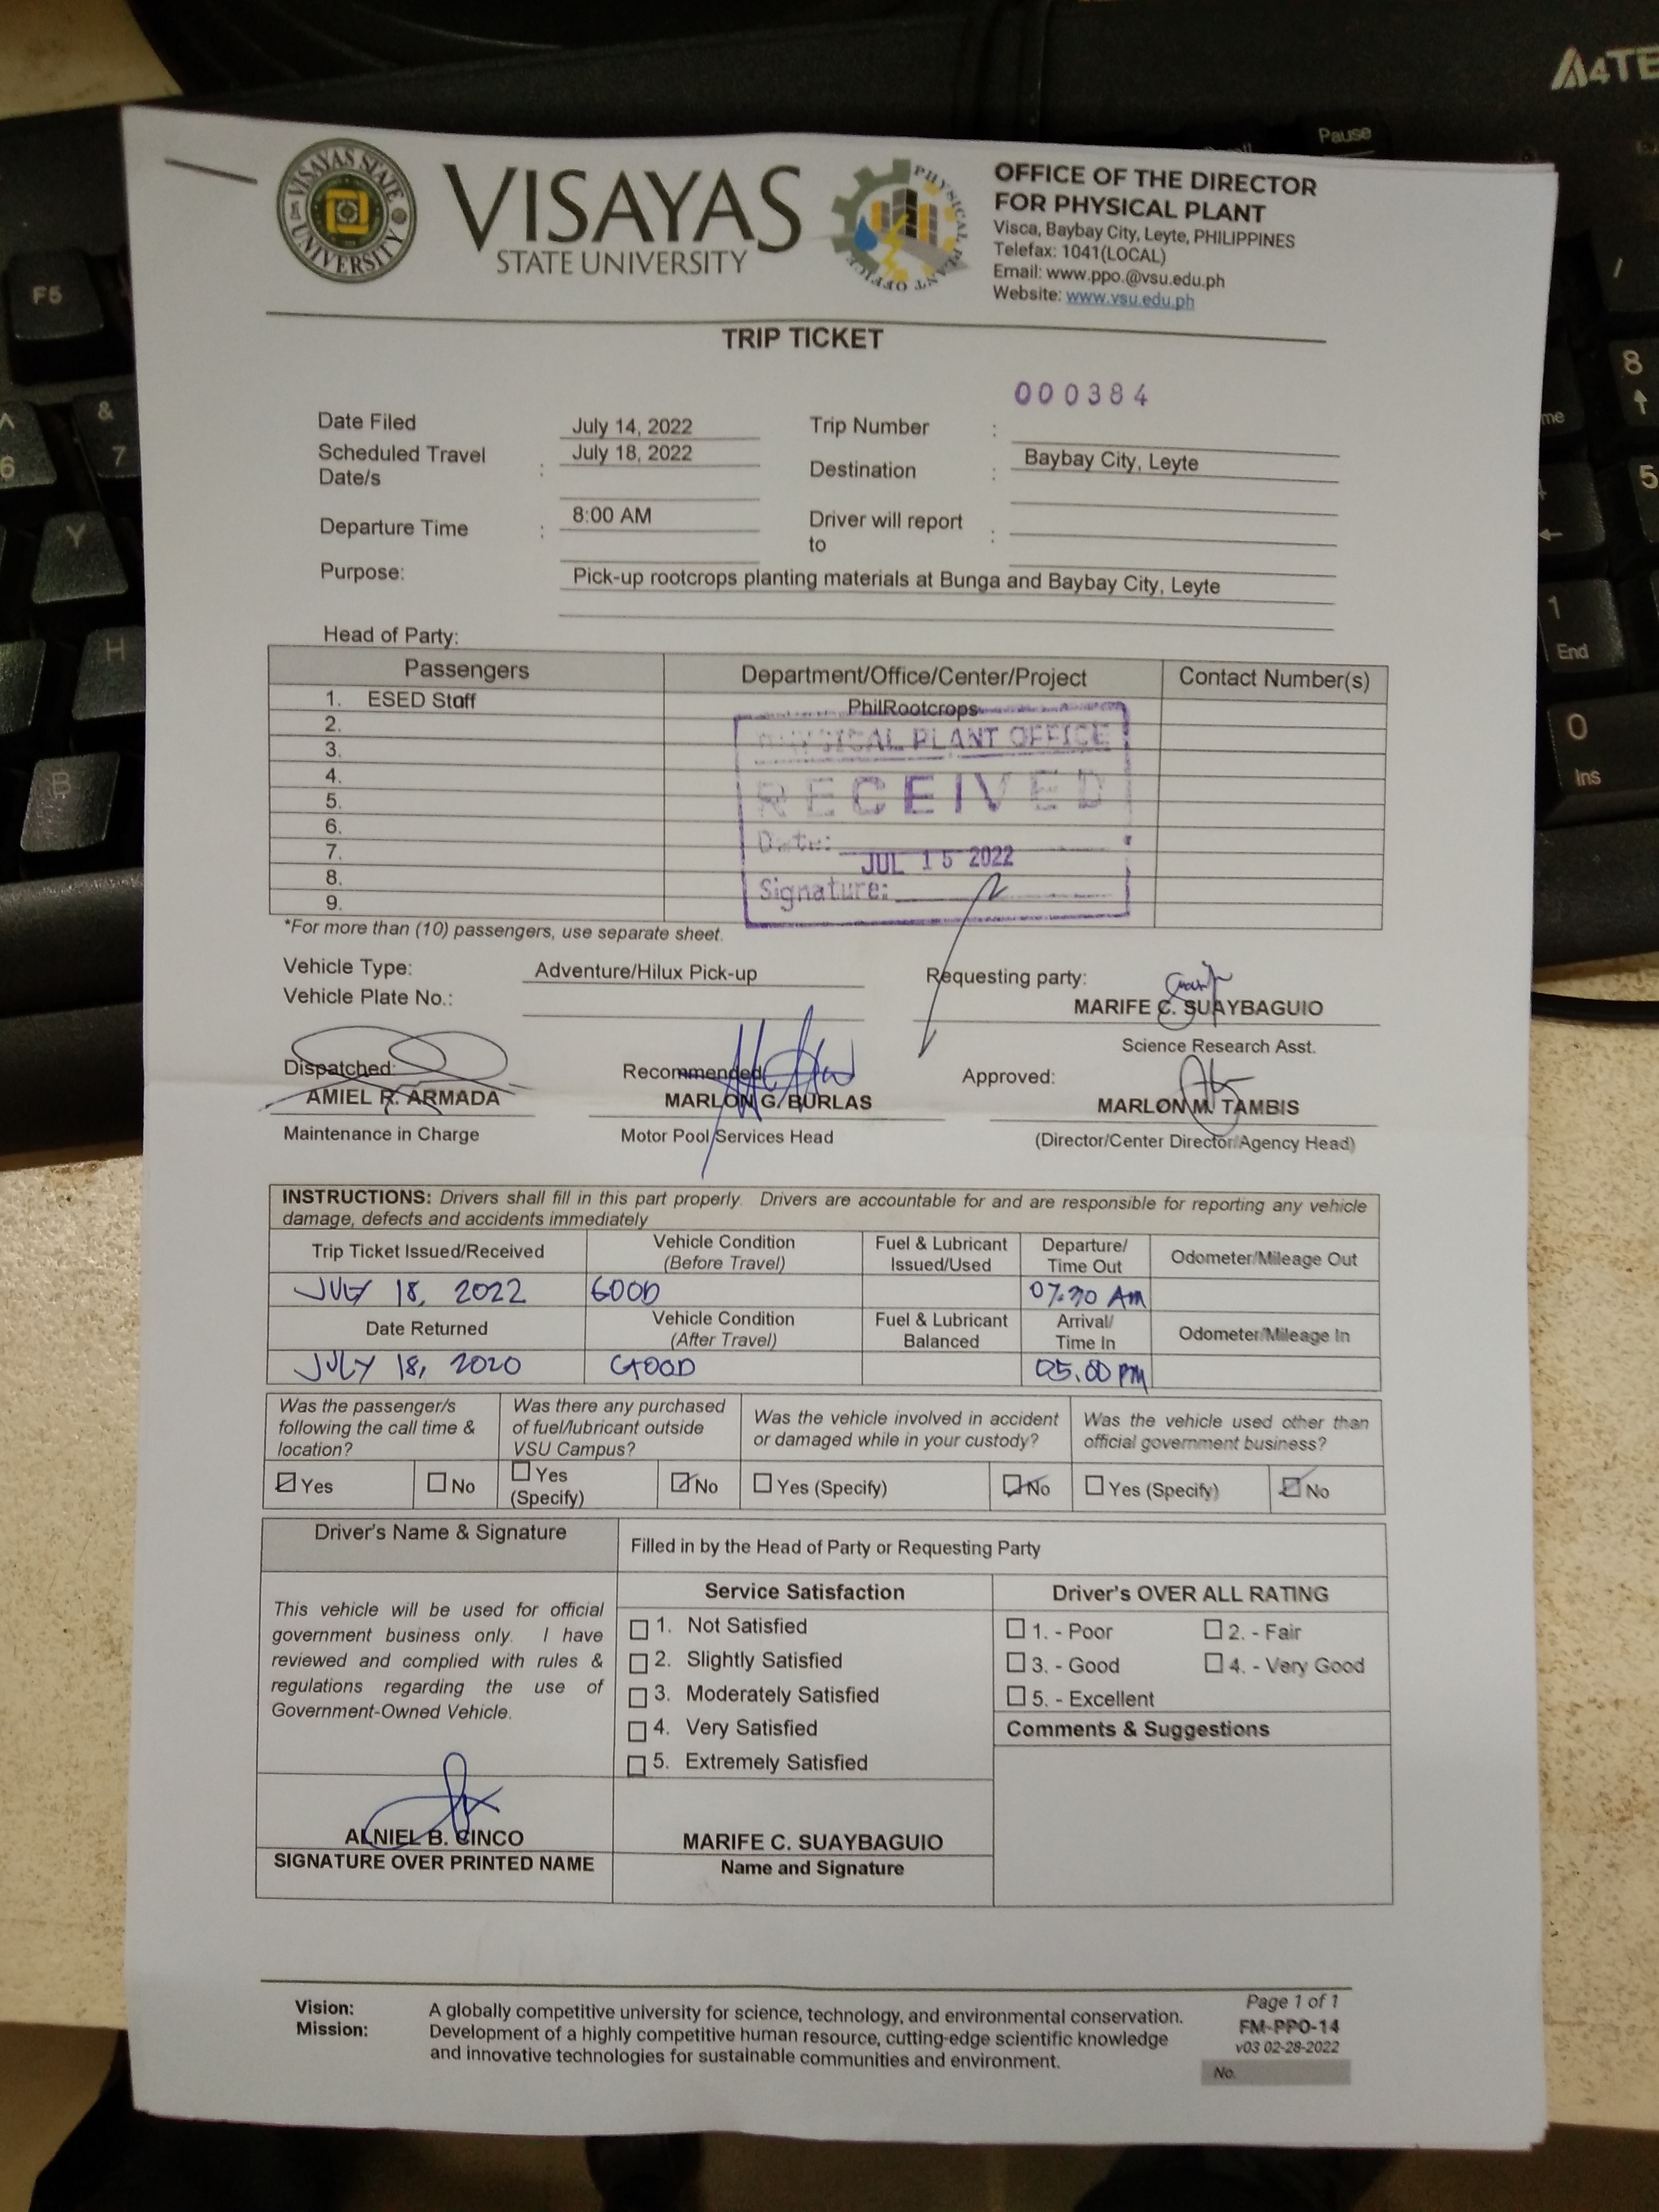 A4TE
Pause
F5
&
7
6
Y
H
B
/
8
5
1
End
0
Ins
VISAYAS STATE UNIVERSITY
VISAYAS
STATE UNIVERSITY
PHYSICAL PLANT OFFICE
OFFICE OF THE DIRECTOR
FOR PHYSICAL PLANT
Visca, Baybay City, Leyte, PHILIPPINES
Telefax: 1041(LOCAL)
Email: www.ppo.@vsu.edu.ph
Website: www.vsu.edu.ph
TRIP TICKET
000384
Date Filed July 14, 2022 Trip Number :
Scheduled Travel Date/s : July 18, 2022 Destination : Baybay City, Leyte
Departure Time : 8:00 AM Driver will report to :
Purpose: Pick-up rootcrops planting materials at Bunga and Baybay City, Leyte
Head of Party:
Passengers Department/Office/Center/Project Contact Number(s)
1. ESED Staff PhilRootcrops
2.
3.
4.
5.
6.
7.
8.
9.
PHYSICAL PLANT OFFICE
RECEIVED
Date: JUL 15 2022
Signature:
*For more than (10) passengers, use separate sheet.
Vehicle Type: Adventure/Hilux Pick-up Requesting party:
Vehicle Plate No.: MARIFE C. SUAYBAGUIO
Science Research Asst.
Dispatched: Recommended: Approved:
AMIEL R. ARMADA MARLON G. BURLAS MARLON M. TAMBIS
Maintenance in Charge Motor Pool Services Head (Director/Center Director/Agency Head)
INSTRUCTIONS: Drivers shall fill in this part properly. Drivers are accountable for and are responsible for reporting any vehicle
damage, defects and accidents immediately
Trip Ticket Issued/Received Vehicle Condition (Before Travel) Fuel & Lubricant Issued/Used Departure/ Time Out Odometer/Mileage Out
JULY 18, 2022 GOOD 07:30 AM
Date Returned Vehicle Condition (After Travel) Fuel & Lubricant Balanced Arrival/ Time In Odometer/Mileage In
JULY 18, 2020 GOOD 05.00 PM
Was the passenger/s following the call time & location? Was there any purchased of fuel/lubricant outside VSU Campus? Was the vehicle involved in accident or damaged while in your custody? Was the vehicle used other than official government business?
Yes No Yes (Specify) No Yes (Specify) No Yes (Specify) No
Driver's Name & Signature Filled in by the Head of Party or Requesting Party
This vehicle will be used for official
government business only. I have
reviewed and complied with rules &
regulations regarding the use of
Government-Owned Vehicle.
ALNIEL B. CINCO
SIGNATURE OVER PRINTED NAME
Service Satisfaction
1. Not Satisfied
2. Slightly Satisfied
3. Moderately Satisfied
4. Very Satisfied
5. Extremely Satisfied
MARIFE C. SUAYBAGUIO
Name and Signature
Driver's OVER ALL RATING
1. - Poor 2. - Fair
3. - Good 4. - Very Good
5. - Excellent
Comments & Suggestions
Vision: A globally competitive university for science, technology, and environmental conservation.
Mission: Development of a highly competitive human resource, cutting-edge scientific knowledge
and innovative technologies for sustainable communities and environment.
Page 1 of 1
FM-PPO-14
v03 02-28-2022
No.